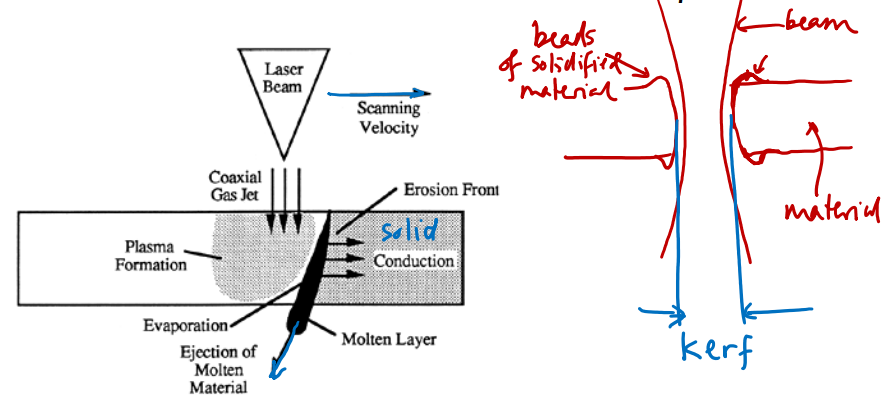 Laser
Beam
Scanning
Velocity
Coaxial
Gas Jet
Erosion Front
solid
Plasma
Formation
Conduction
Evaporation
Molten Layer
Ejection of
Molten
Material
beads
of solidified
material
beam
material
kerf